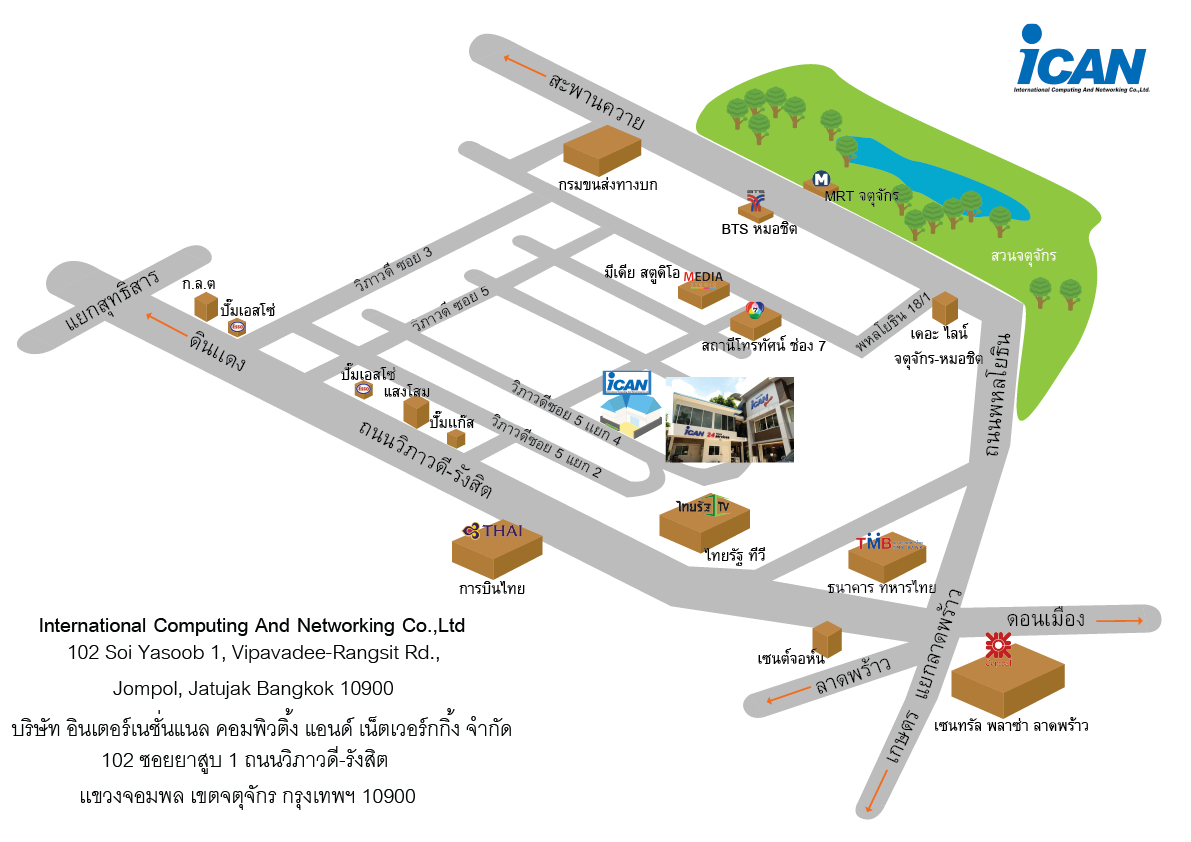 iCAN
International Computing And Networking Co.,Ltd.
สะพานควาย
กรมขนส่งทางบก
MRT จตุจักร
BTS หมอชิต
สวนจตุจักร
วิภาวดี ซอย 3
มีเดีย สตูดิโอ
MEDIA
แยกสุทธิสาร
ก.ล.ต
ปั๊มเอสโซ่
Esso
วิภาวดี ซอย 5
พหลโยธิน 18/1
เดอะ ไลน์
จตุจักร-หมอชิต
7
สถานีโทรทัศน์ ช่อง 7
ดินแดง
ถนนพหลโยธิน
ปั๊มเอสโซ่
Esso
แสงโสม
ปั๊มแก๊ส
iCAN
วิภาวดีซอย 5 แยก 4
วิภาวดีซอย 5 แยก 2
iCAN
iCAN 24
ถนนวิภาวดี-รังสิต
THAI
การบินไทย
ไทยรัฐ TV
ไทยรัฐ ทีวี
TMB
ธนาคาร ทหารไทย
ดอนเมือง
แยกลาดพร้าว
เซนต์จอห์น
ลาดพร้าว
เกษตร
เซนทรัล พลาซ่า ลาดพร้าว
International Computing And Networking Co.,Ltd
102 Soi Yasoob 1, Vipavadee-Rangsit Rd.,
Jompol, Jatujak Bangkok 10900
บริษัท อินเตอร์เนชั่นแนล คอมพิวติ้ง แอนด์ เน็ตเวอร์กกิ้ง จำกัด
102 ซอยยาสูบ 1 ถนนวิภาวดี-รังสิต
แขวงจอมพล เขตจตุจักร กรุงเทพฯ 10900